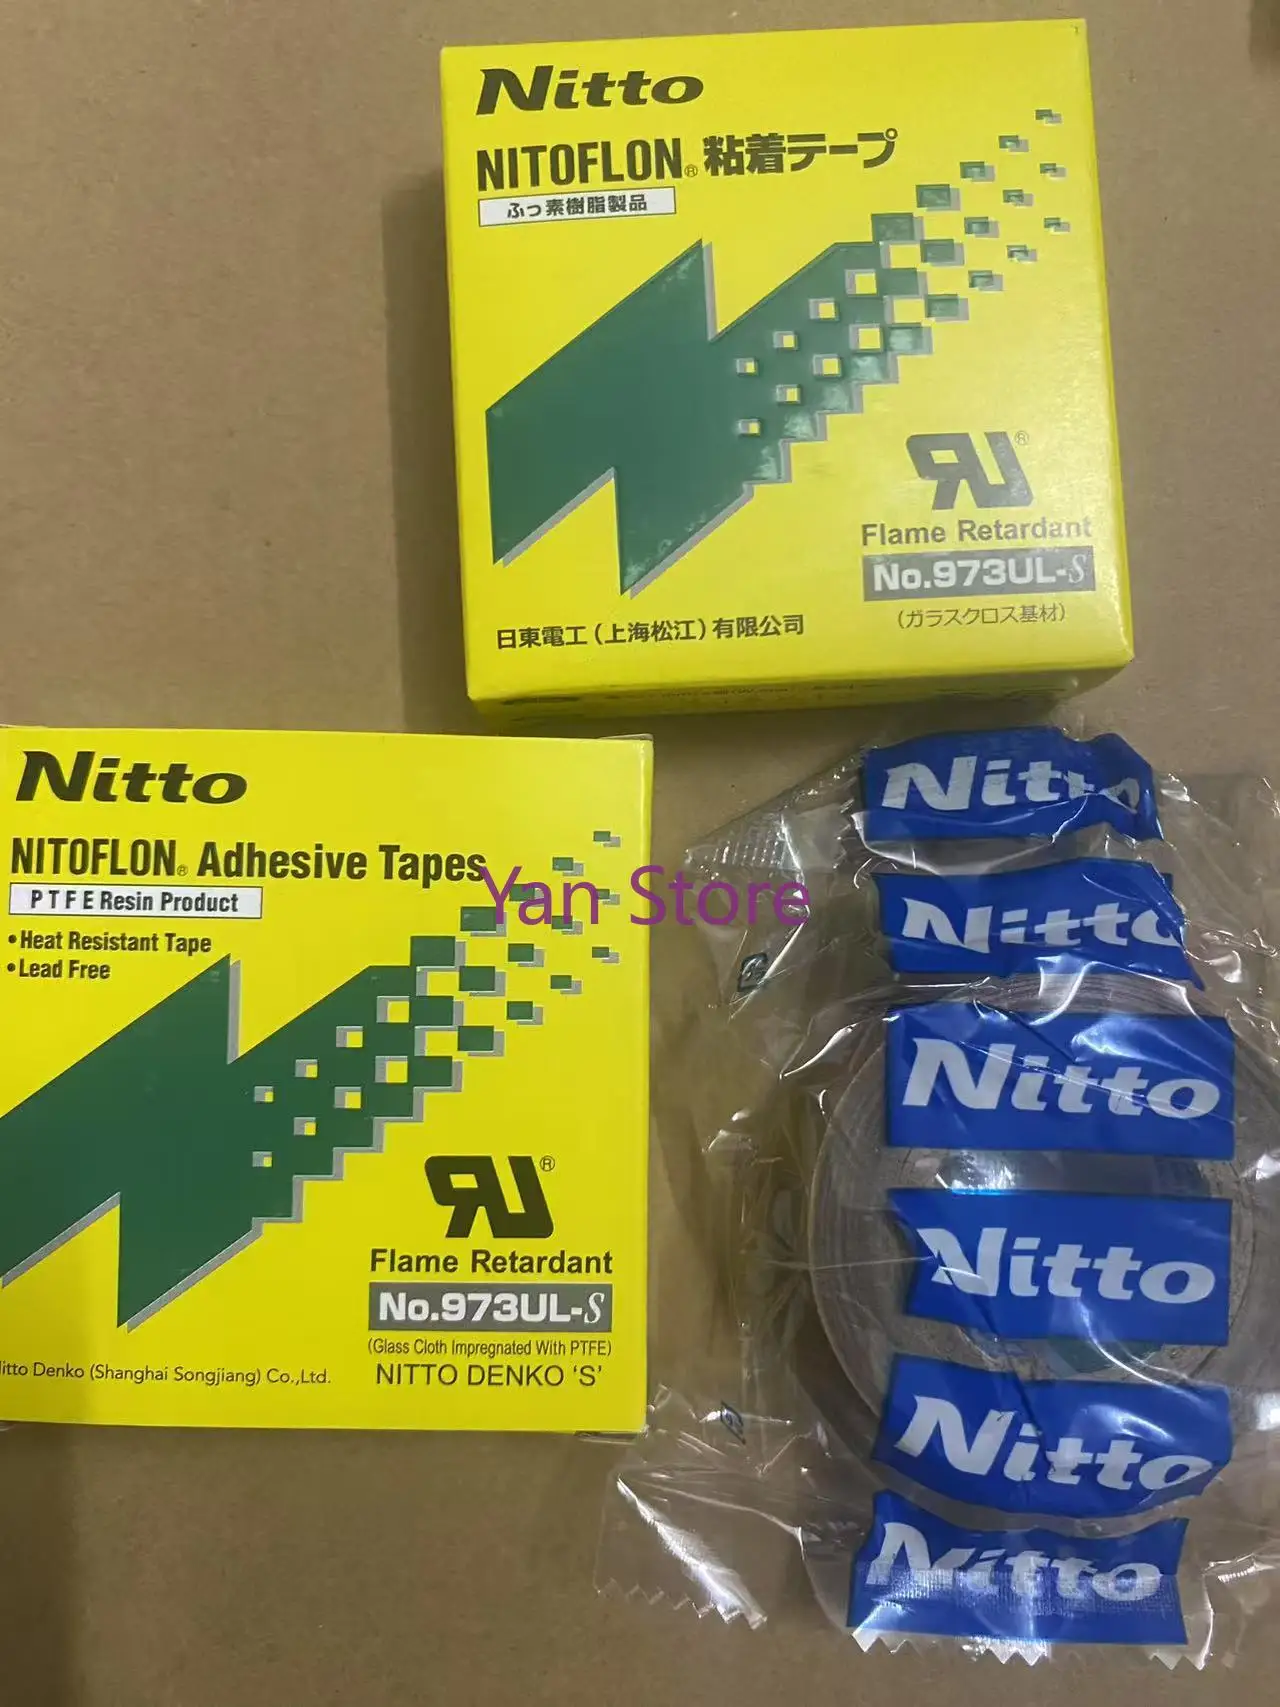 Nitto
NITOFLON® 粘着テープ
ふっ素樹脂製品
RU®
Flame Retardant
No.973UL-S
(ガラスクロス基材)
日東電工(上海松江)有限公司
Nitto
NITOFLON® Adhesive Tapes
PTFE Resin Product
•Heat Resistant Tape
•Lead Free
Yan Store
RU®
Flame Retardant
No.973UL-S
(Glass Cloth Impregnated With PTFE)
NITTO DENKO 'S'
itto Denko (Shanghai Songjiang) Co.,Ltd.
Nitto
Nitto
Nitto
Nitto
Nitto
Nitto